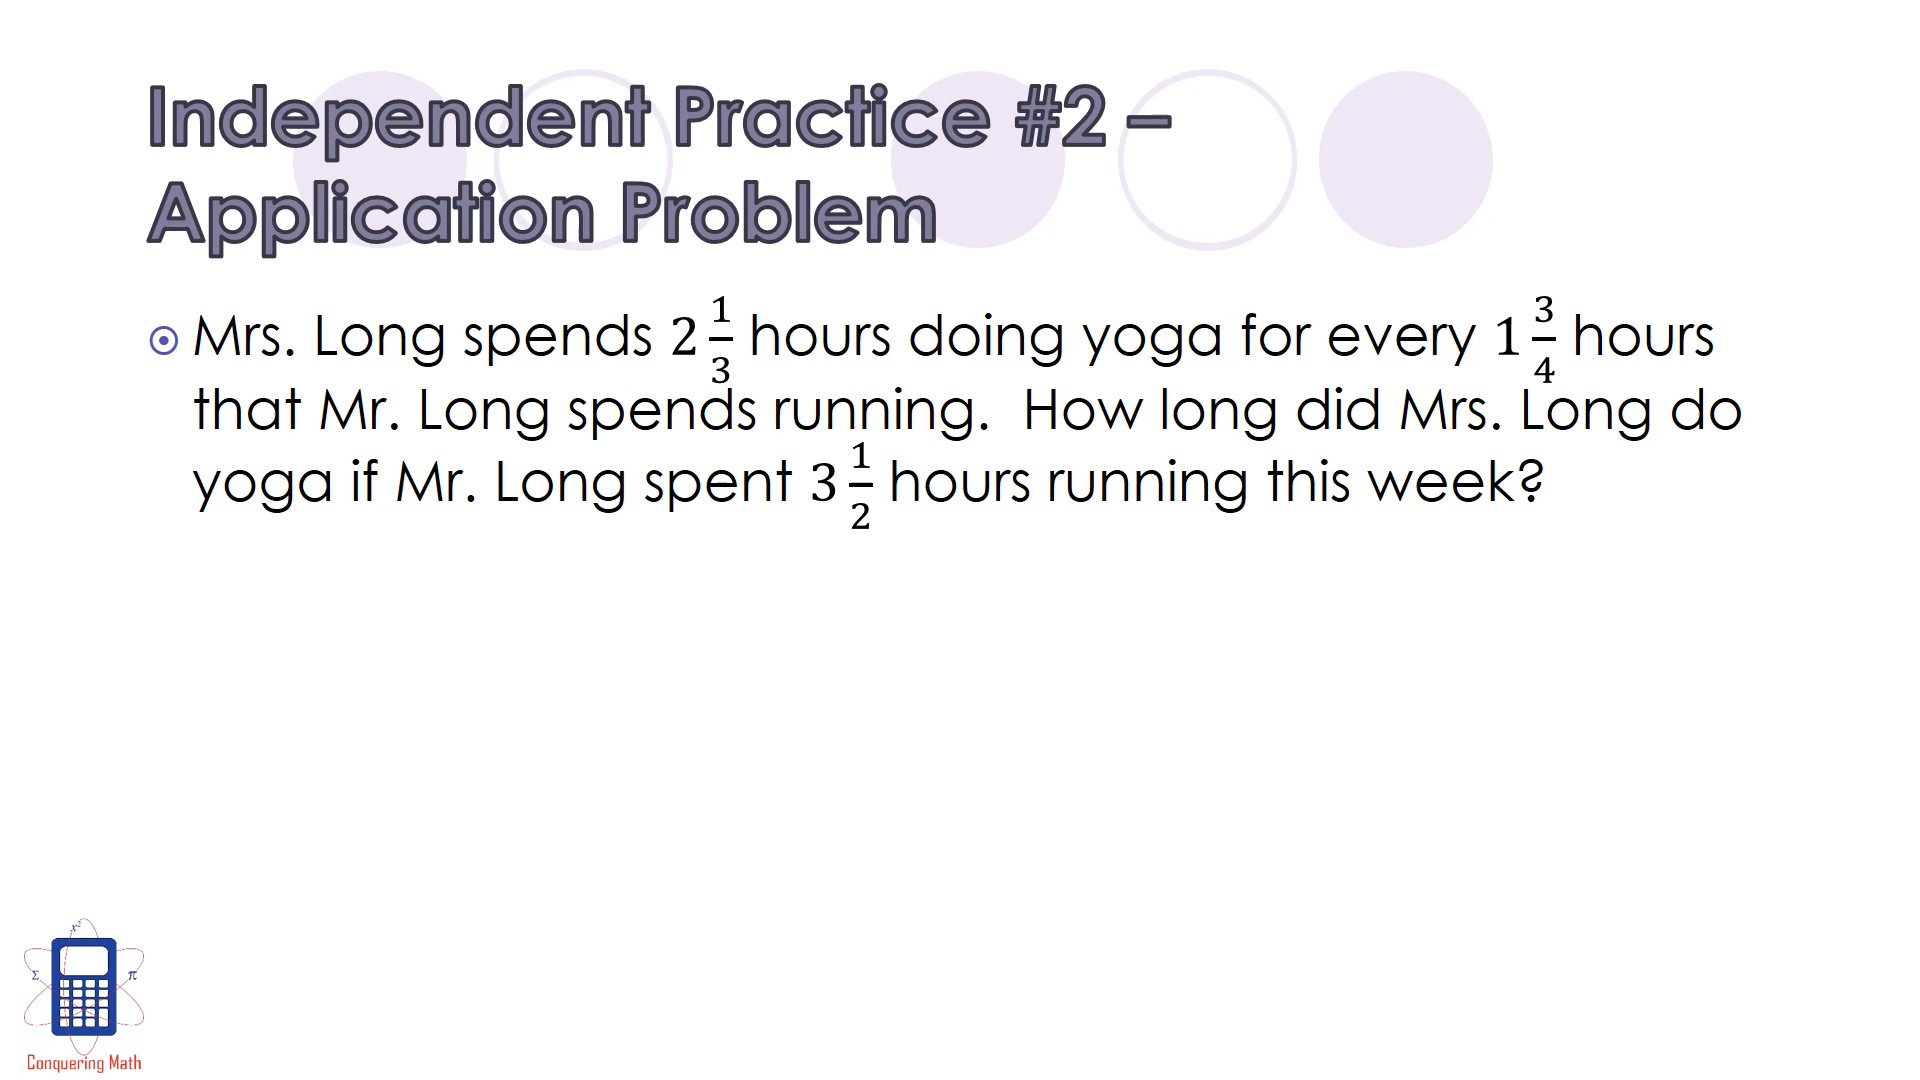 Independent Practice #2 –
Application Problem
Mrs. Long spends 2 1/3 hours doing yoga for every 1 3/4 hours
that Mr. Long spends running.  How long did Mrs. Long do
yoga if Mr. Long spent 3 1/2 hours running this week?
x²
Σ π
Conquering Math